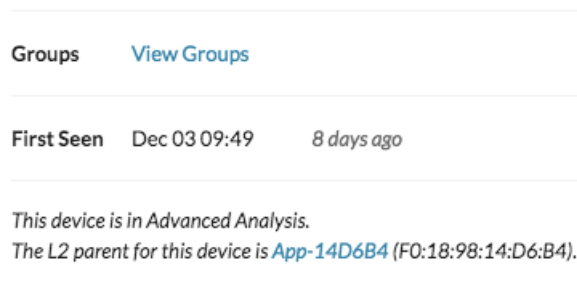 Groups View Groups
First Seen Dec 03 09:49 8 days ago
This device is in Advanced Analysis.
The L2 parent for this device is App-14D6B4 (F0:18:98:14:D6:B4).